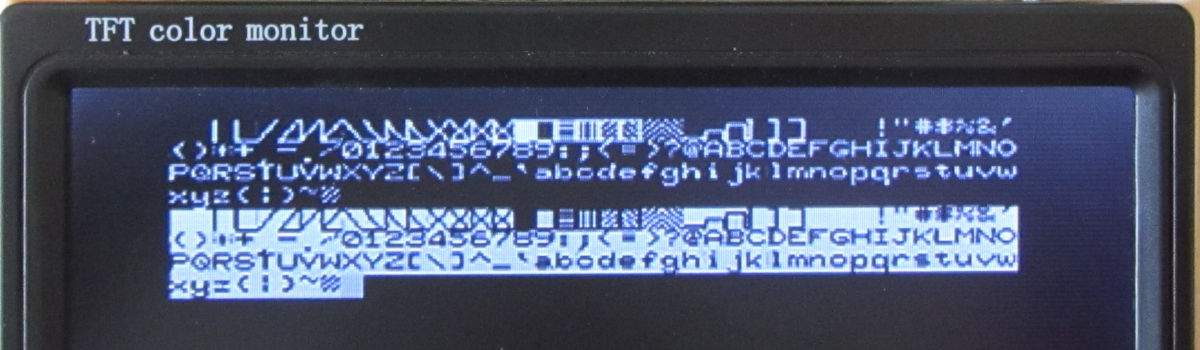 TFT color monitor
!"#$%&'
()*+ - ./0123456789:;<=>?@ABCDEFGHIJKLMNO
PQRSTUVWXYZ[\]^_`abcdefghijklmnopqrstuvw
xyz{|}~
!"#$%&'
()*+ - ./0123456789:;<=>?@ABCDEFGHIJKLMNO
PQRSTUVWXYZ[\]^_`abcdefghijklmnopqrstuvw
xyz{|}~